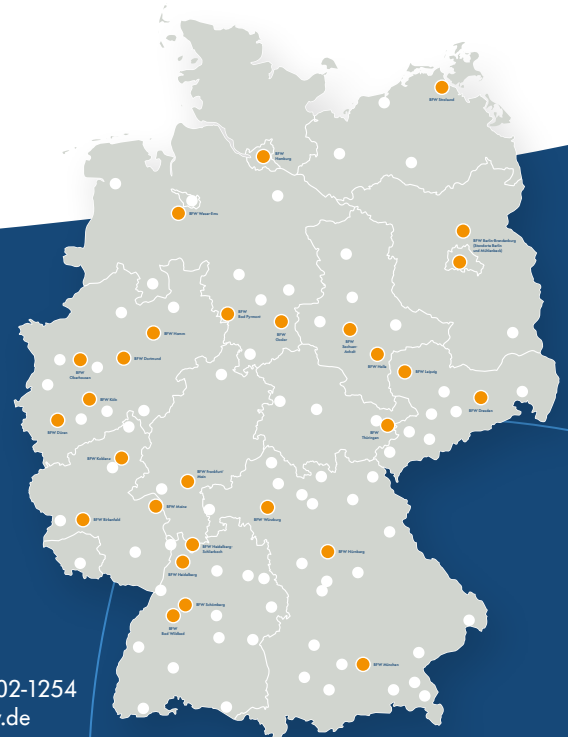 BFW Stralsund
BFW
Hamburg
BFW Weser-Ems
BFW Berlin-Brandenburg
(Standorte Berlin
und Mühlenbeck)
BFW
Bad Pyrmont
BFW
Goslar
BFW
Sachsen-
Anhalt
BFW Hamm
BFW Dortmund
BFW
Oberhausen
BFW Halle
BFW Leipzig
BFW Köln
BFW Dresden
BFW Düren
BFW
Thüringen
BFW Koblenz
BFW Frankfurt/
Main
BFW Mainz
BFW Würzburg
BFW Birkenfeld
BFW Heidelberg-
Schlierbach
BFW Nürnberg
BFW Heidelberg
BFW Schömberg
BFW
Bad Wildbad
BFW München
02-1254
.de